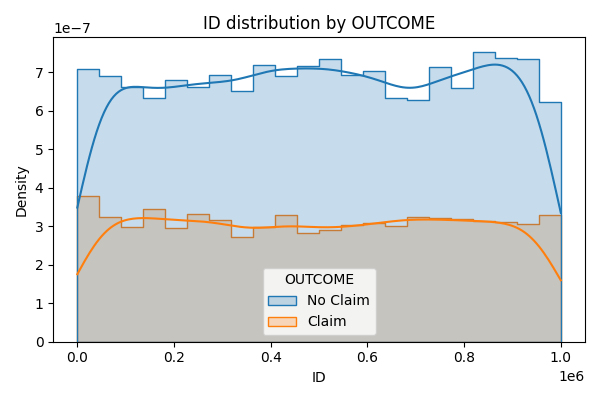 ID distribution by OUTCOME
1e−7
7
6
5
4
3
2
1
0
Density
OUTCOME
No Claim
Claim
0.0 0.2 0.4 0.6 0.8 1.0
ID
1e6